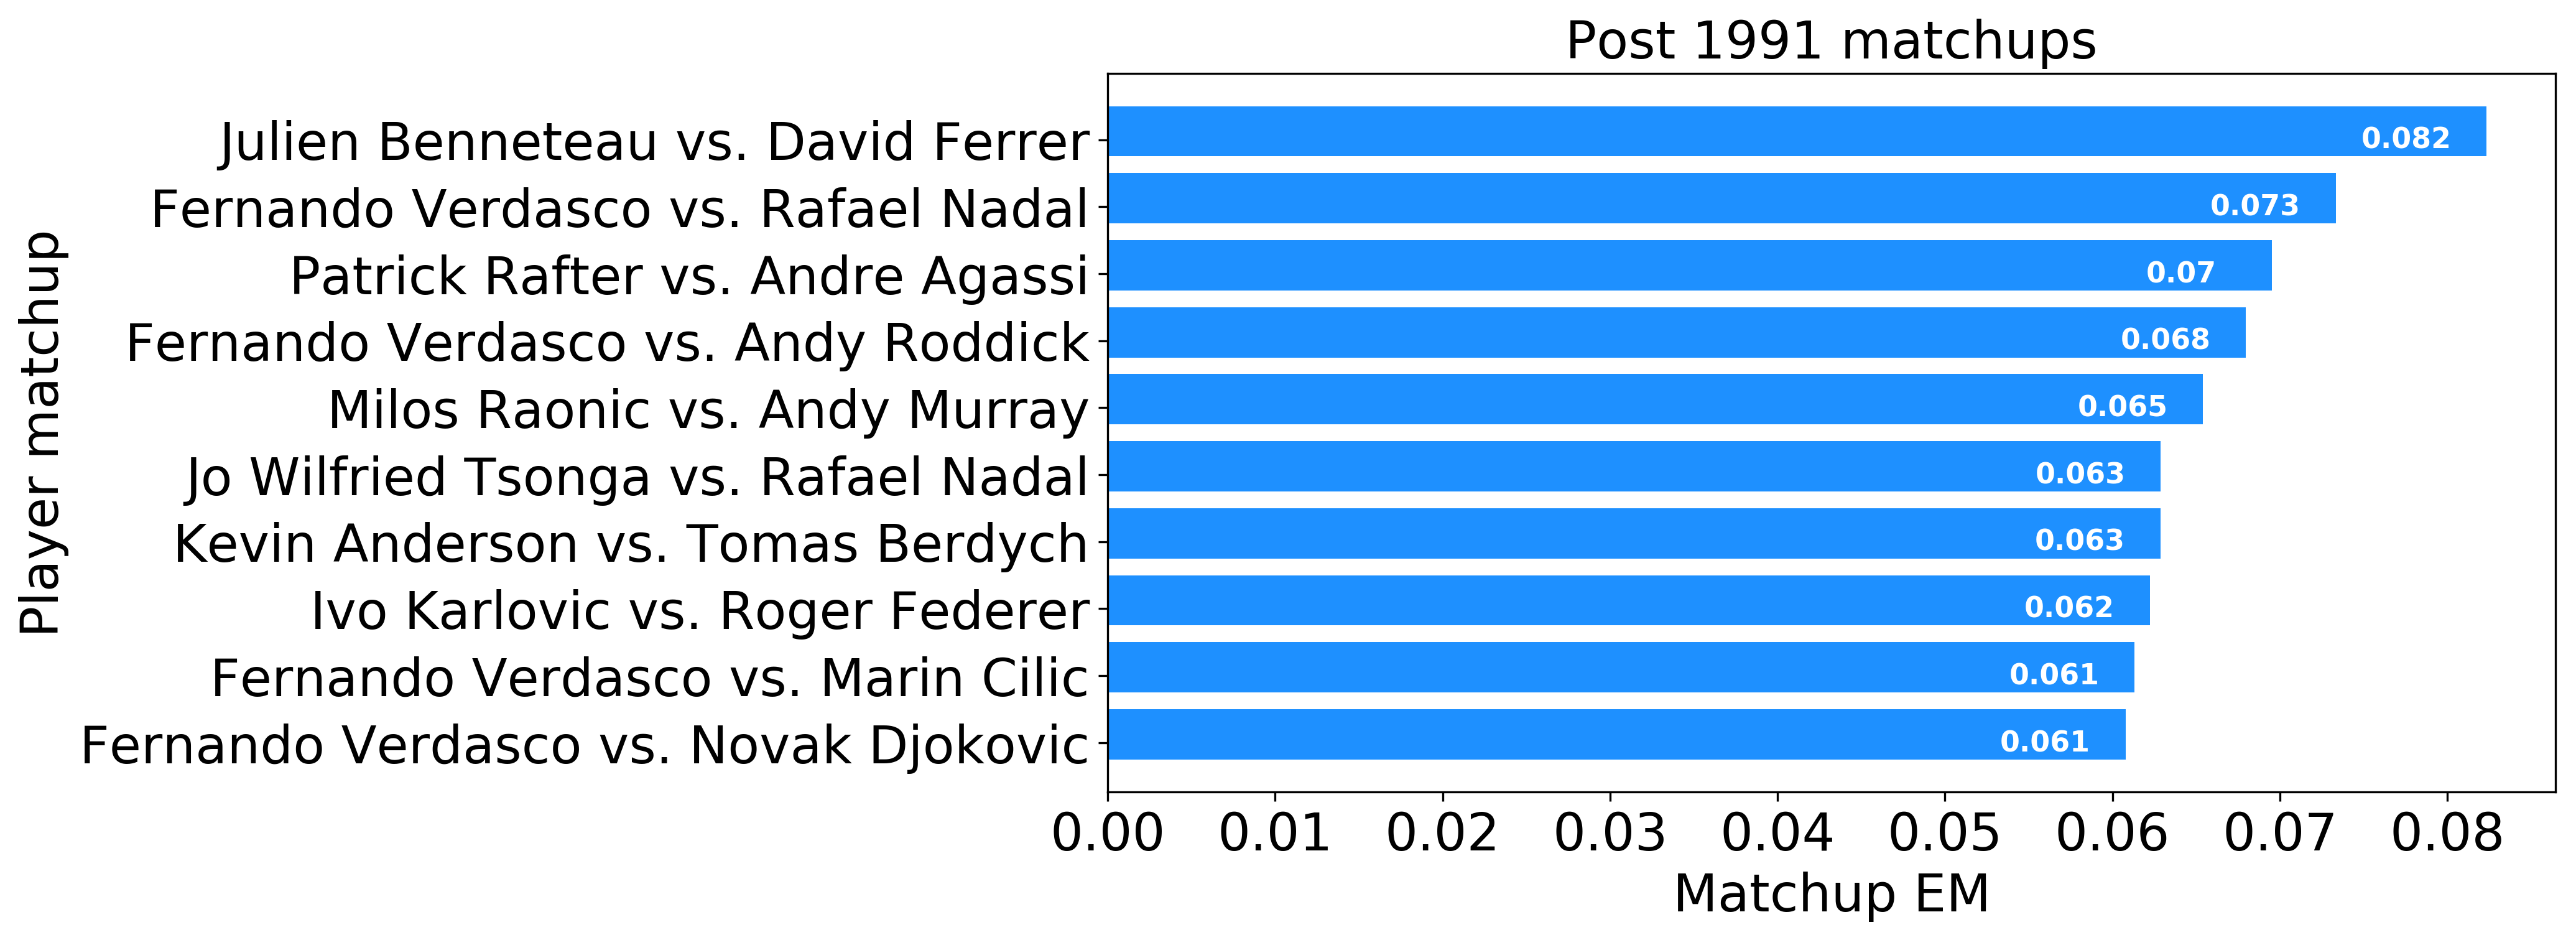 Post 1991 matchups
Player matchup
Julien Benneteau vs. David Ferrer
0.082
Fernando Verdasco vs. Rafael Nadal
0.073
Patrick Rafter vs. Andre Agassi
0.07
Fernando Verdasco vs. Andy Roddick
0.068
Milos Raonic vs. Andy Murray
0.065
Jo Wilfried Tsonga vs. Rafael Nadal
0.063
Kevin Anderson vs. Tomas Berdych
0.063
Ivo Karlovic vs. Roger Federer
0.062
Fernando Verdasco vs. Marin Cilic
0.061
Fernando Verdasco vs. Novak Djokovic
0.061
0.00 0.01 0.02 0.03 0.04 0.05 0.06 0.07 0.08
Matchup EM